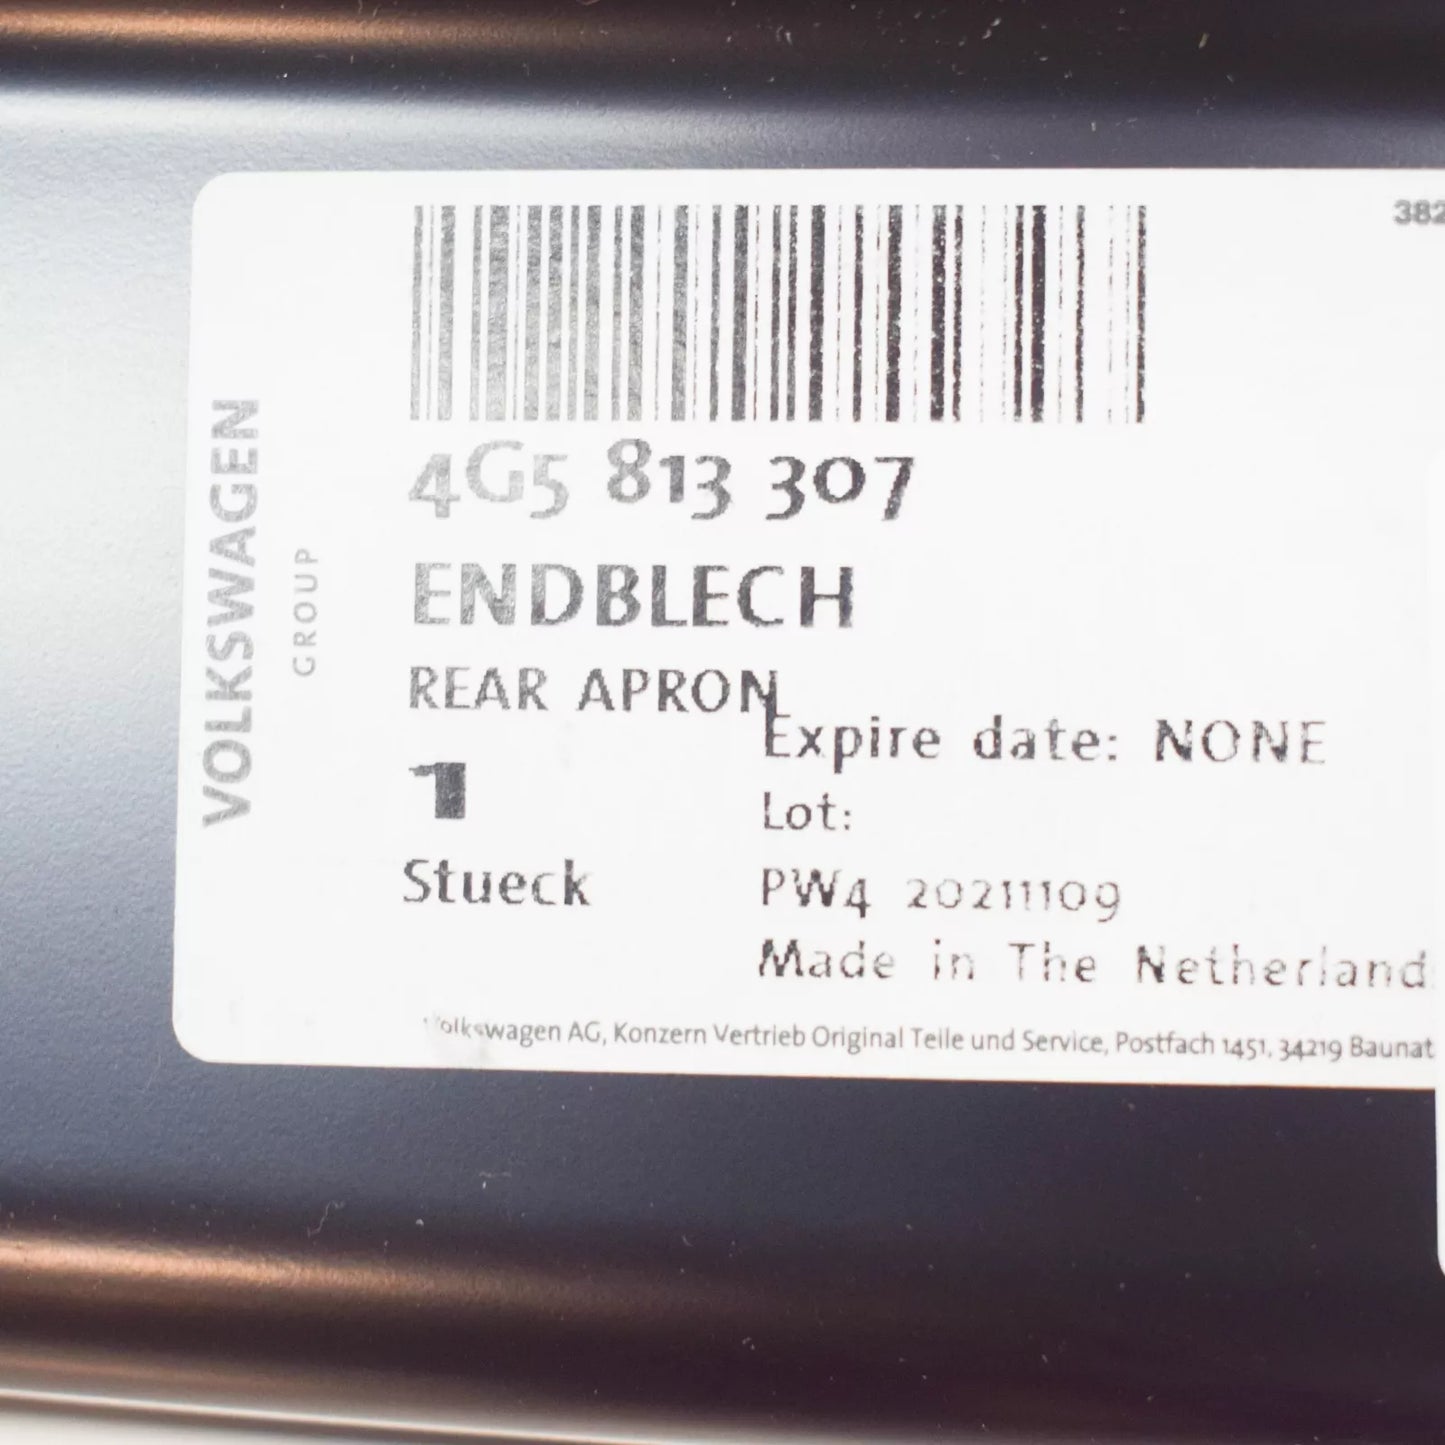 VOLKSWAGEN
GROUP
382
4G5 813 307
ENDBLECH
REAR APRON
Expire date: NONE
1
Lot:
Stueck
PW4 20211109
Made in The Netherland
Volkswagen AG, Konzern Vertrieb Original Teile und Service, Postfach 1451, 34219 Baunat